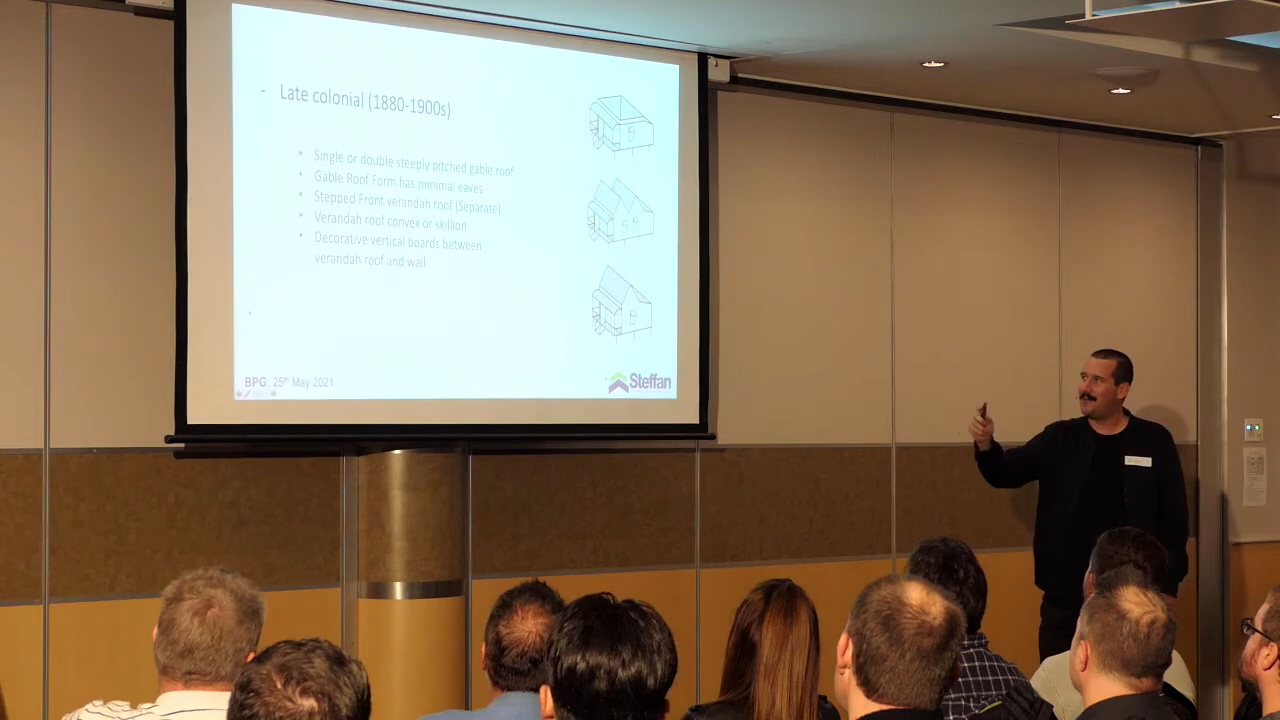 - Late colonial (1880-1900s)
• Single or double steeply pitched gable roof
• Gable Roof Form has minimal eaves
• Stepped Front verandah roof (Separate)
• Verandah roof convex or skillion
• Decorative vertical boards between
verandah roof and wall
BPG: 25th May 2021
Steffan